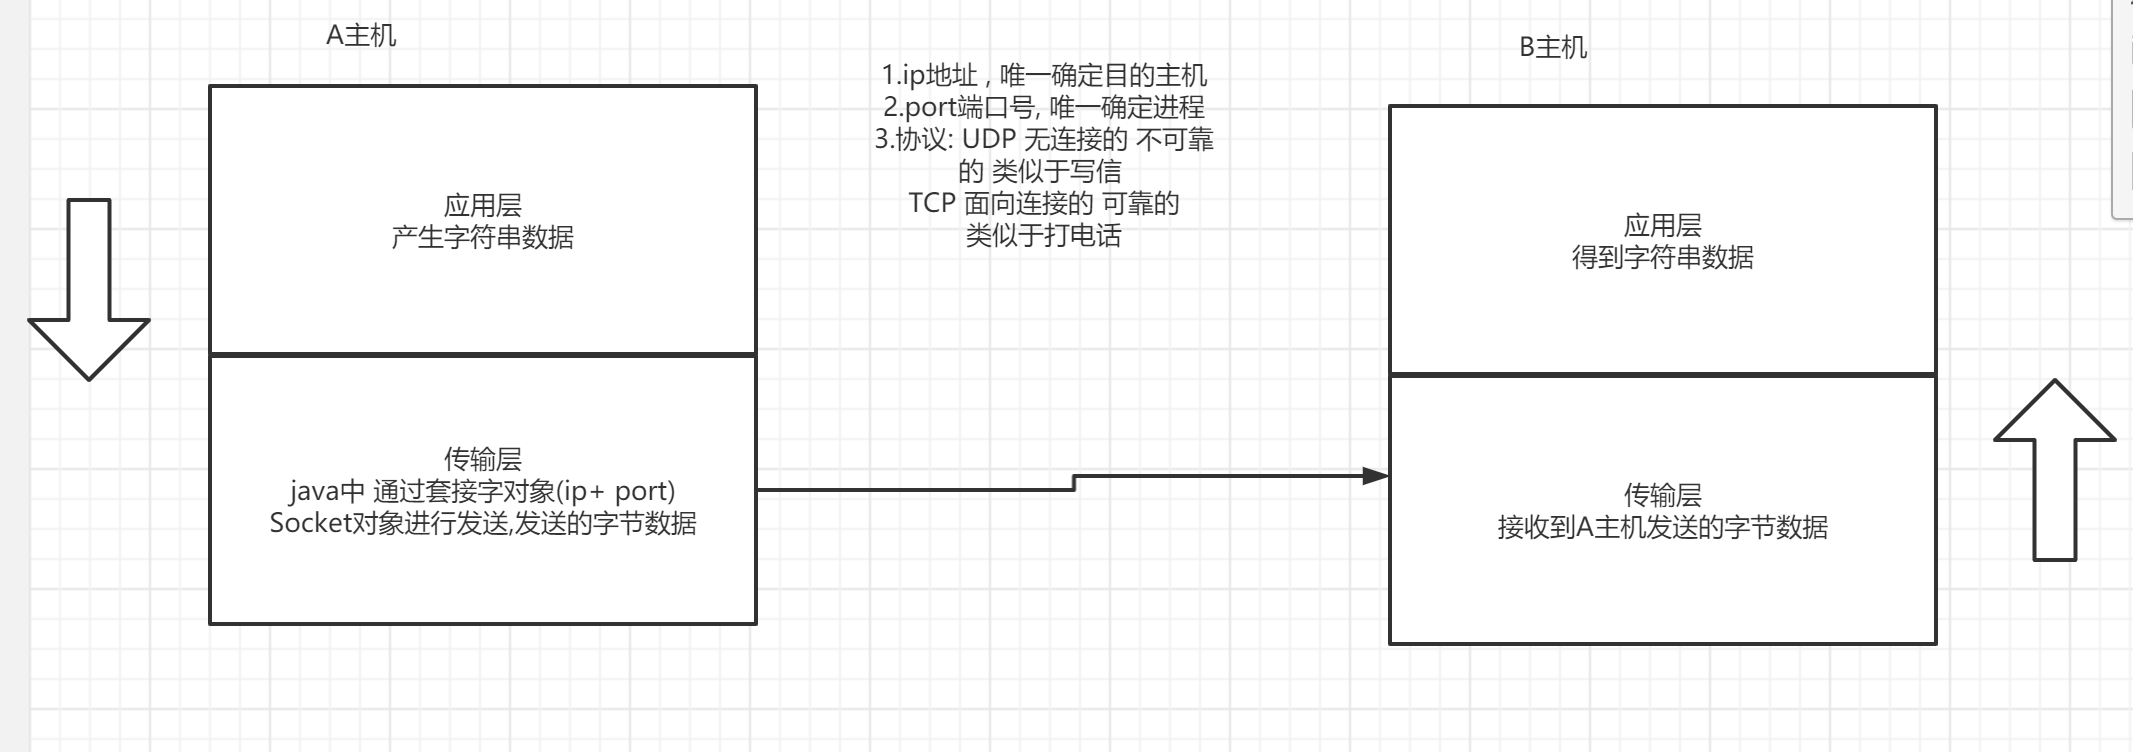 A主机
B主机
1.ip地址 , 唯一确定目的主机
2.port端口号, 唯一确定进程
3.协议: UDP 无连接的 不可靠
的 类似于写信
TCP 面向连接的 可靠的
类似于打电话
应用层
产生字符串数据
应用层
得到字符串数据
传输层
java中 通过套接字对象(ip+ port)
Socket对象进行发送,发送的字节数据
传输层
接收到A主机发送的字节数据